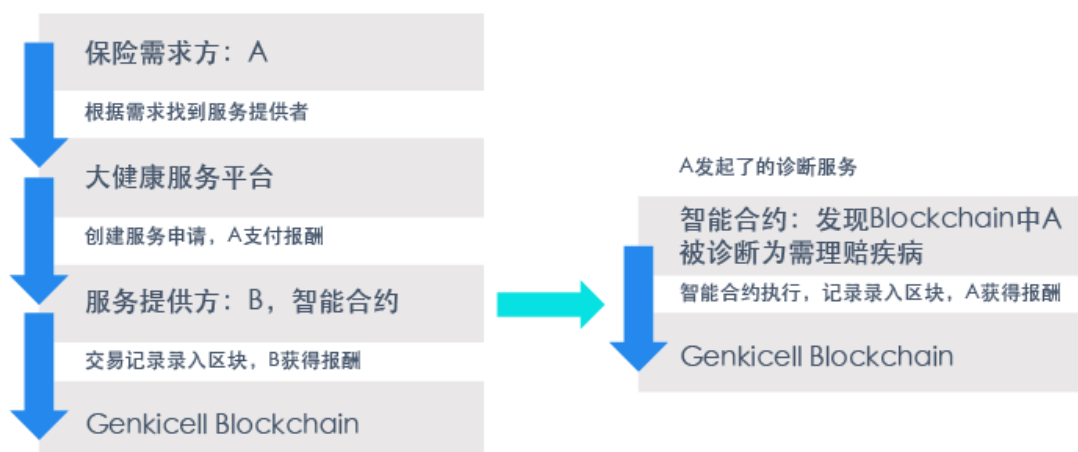 保险需求方：A
根据需求找到服务提供者
大健康服务平台
创建服务申请，A支付报酬
服务提供方：B，智能合约
交易记录录入区块，B获得报酬
Genkicell Blockchain
A发起了的诊断服务
智能合约：发现Blockchain中A
被诊断为需理赔疾病
智能合约执行，记录录入区块，A获得报酬
Genkicell Blockchain